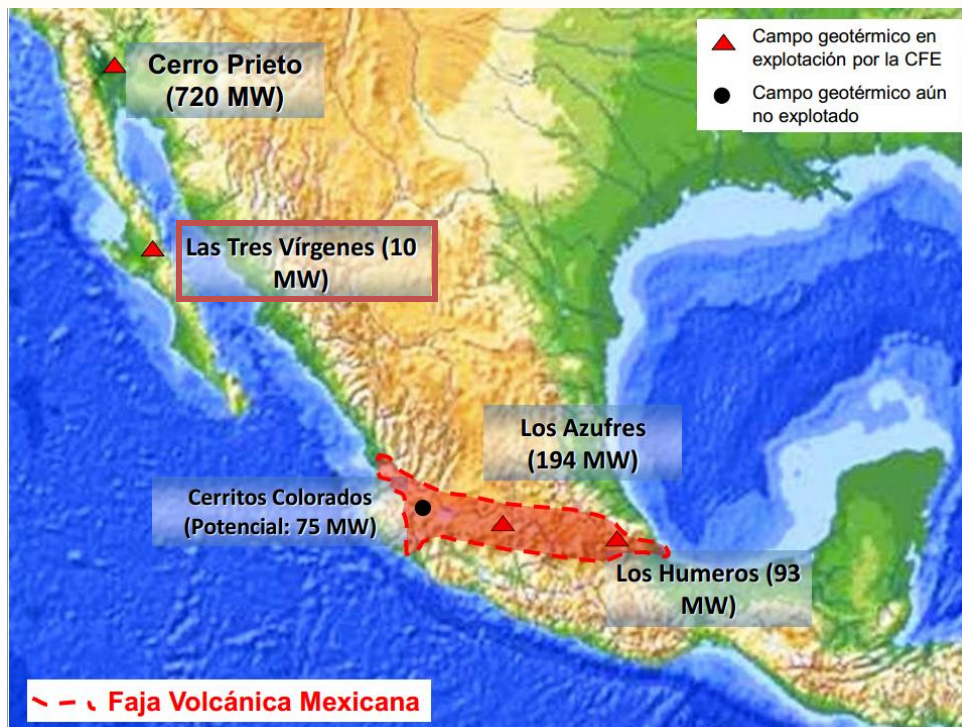 Cerro Prieto
(720 MW)
Campo geotérmico en
explotación por la CFE
Campo geotérmico aún
no explotado
Las Tres Vírgenes (10
MW)
Los Azufres
(194 MW)
Cerritos Colorados
(Potencial: 75 MW)
Los Humeros (93
MW)
Faja Volcánica Mexicana